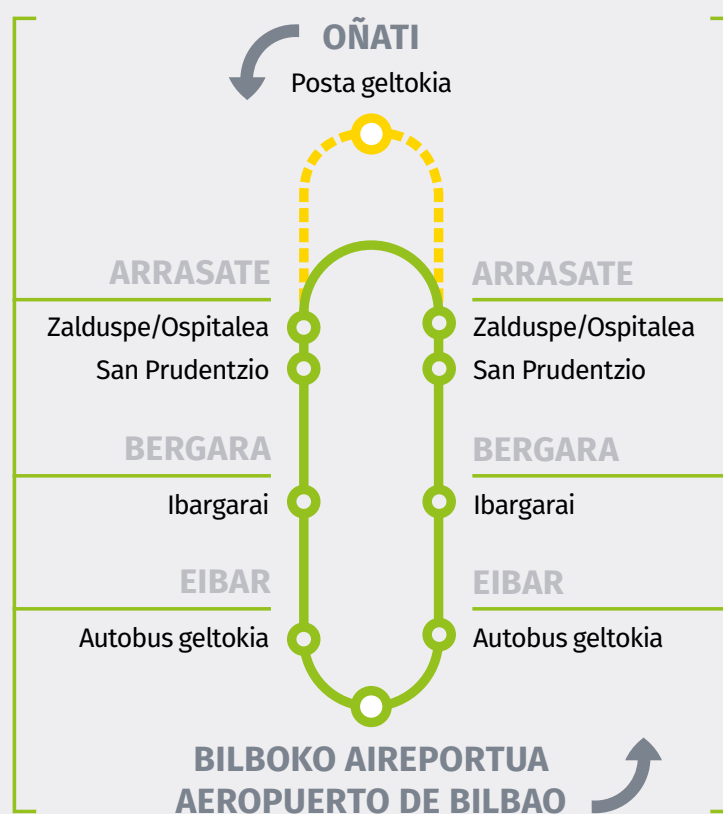 OÑATI
Posta geltokia
ARRASATE
ARRASATE
Zalduspe/Ospitalea
Zalduspe/Ospitalea
San Prudentzio
San Prudentzio
BERGARA
BERGARA
Ibargarai
Ibargarai
EIBAR
EIBAR
Autobus geltokia
Autobus geltokia
BILBOKO AIREPORTUA
AEROPUERTO DE BILBAO